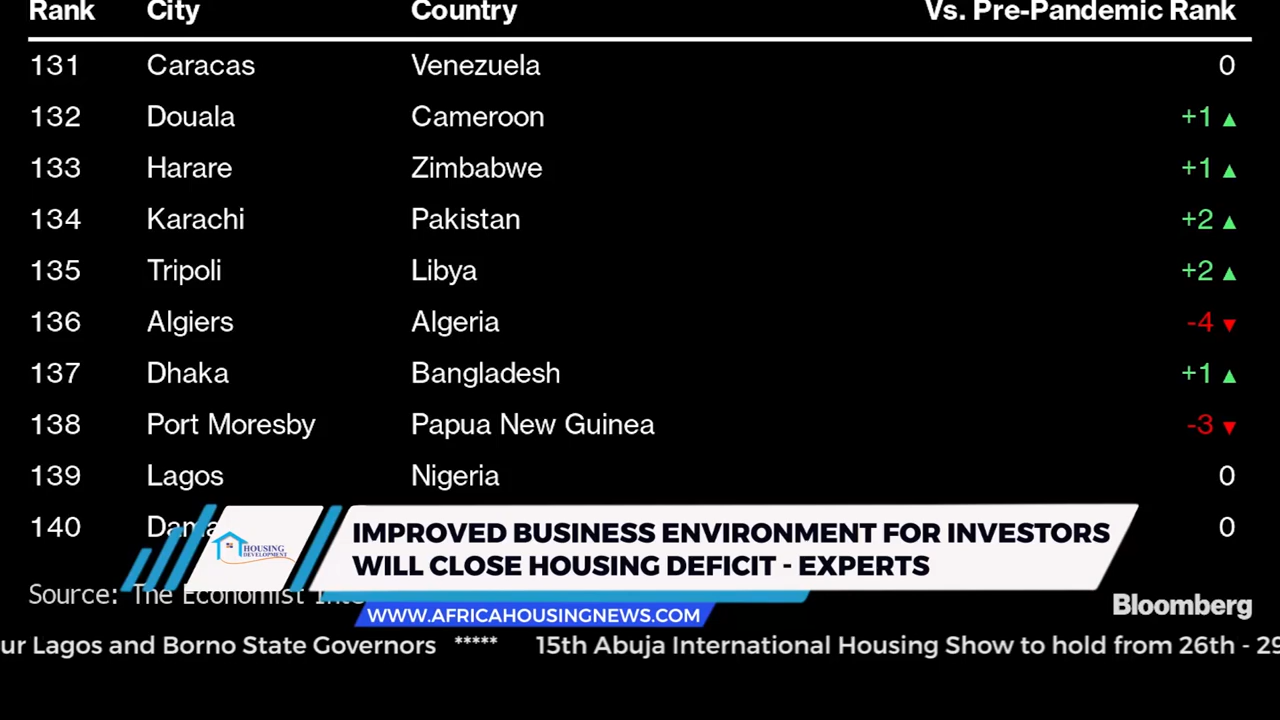 Rank City Country Vs. Pre-Pandemic Rank
131 Caracas Venezuela 0
132 Douala Cameroon +1 ▲
133 Harare Zimbabwe +1 ▲
134 Karachi Pakistan +2 ▲
135 Tripoli Libya +2 ▲
136 Algiers Algeria -4 ▼
137 Dhaka Bangladesh +1 ▲
138 Port Moresby Papua New Guinea -3 ▼
139 Lagos Nigeria 0
140 0
HOUSING
DEVELOPMENT
IMPROVED BUSINESS ENVIRONMENT FOR INVESTORS
WILL CLOSE HOUSING DEFICIT - EXPERTS
Source: The Economist
WWW.AFRICAHOUSINGNEWS.COM
Bloomberg
ur Lagos and Borno State Governors ***** 15th Abuja International Housing Show to hold from 26th - 29